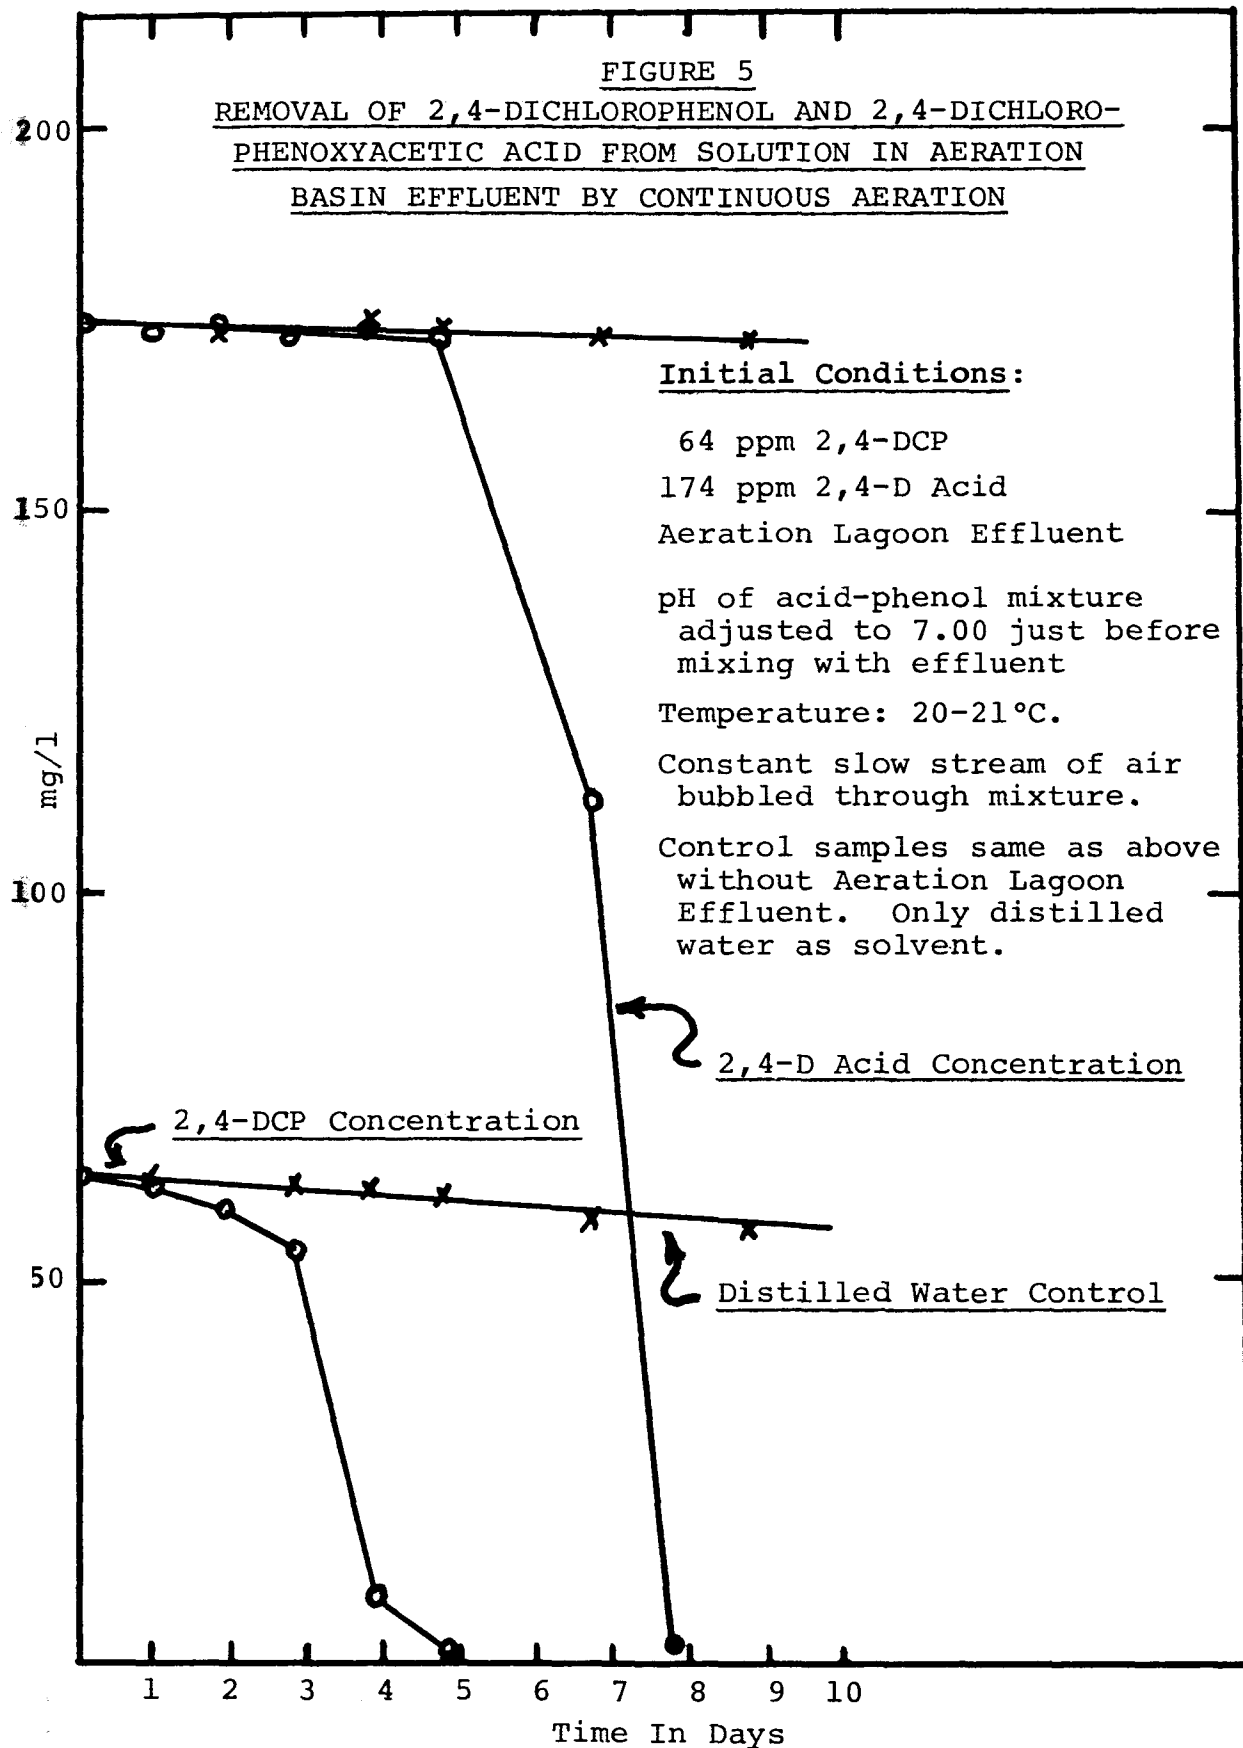 FIGURE 5
REMOVAL OF 2,4-DICHLOROPHENOL AND 2,4-DICHLORO-
PHENOXYACETIC ACID FROM SOLUTION IN AERATION
BASIN EFFLUENT BY CONTINUOUS AERATION
200
150
100
50
mg/l
Initial Conditions:
64 ppm 2,4-DCP
174 ppm 2,4-D Acid
Aeration Lagoon Effluent
pH of acid-phenol mixture
adjusted to 7.00 just before
mixing with effluent
Temperature: 20-21°C.
Constant slow stream of air
bubbled through mixture.
Control samples same as above
without Aeration Lagoon
Effluent. Only distilled
water as solvent.
2,4-D Acid Concentration
2,4-DCP Concentration
Distilled Water Control
1 2 3 4 5 6 7 8 9 10
Time In Days